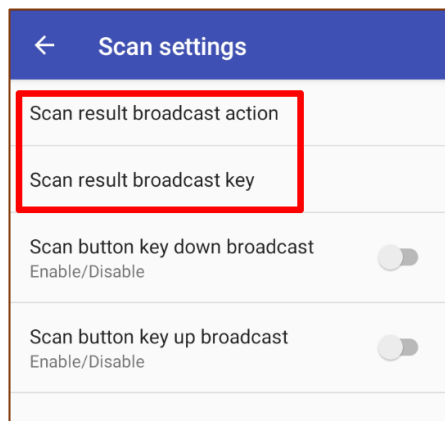 Scan settings
Scan result broadcast action
Scan result broadcast key
Scan button key down broadcast
Enable/Disable
Scan button key up broadcast
Enable/Disable